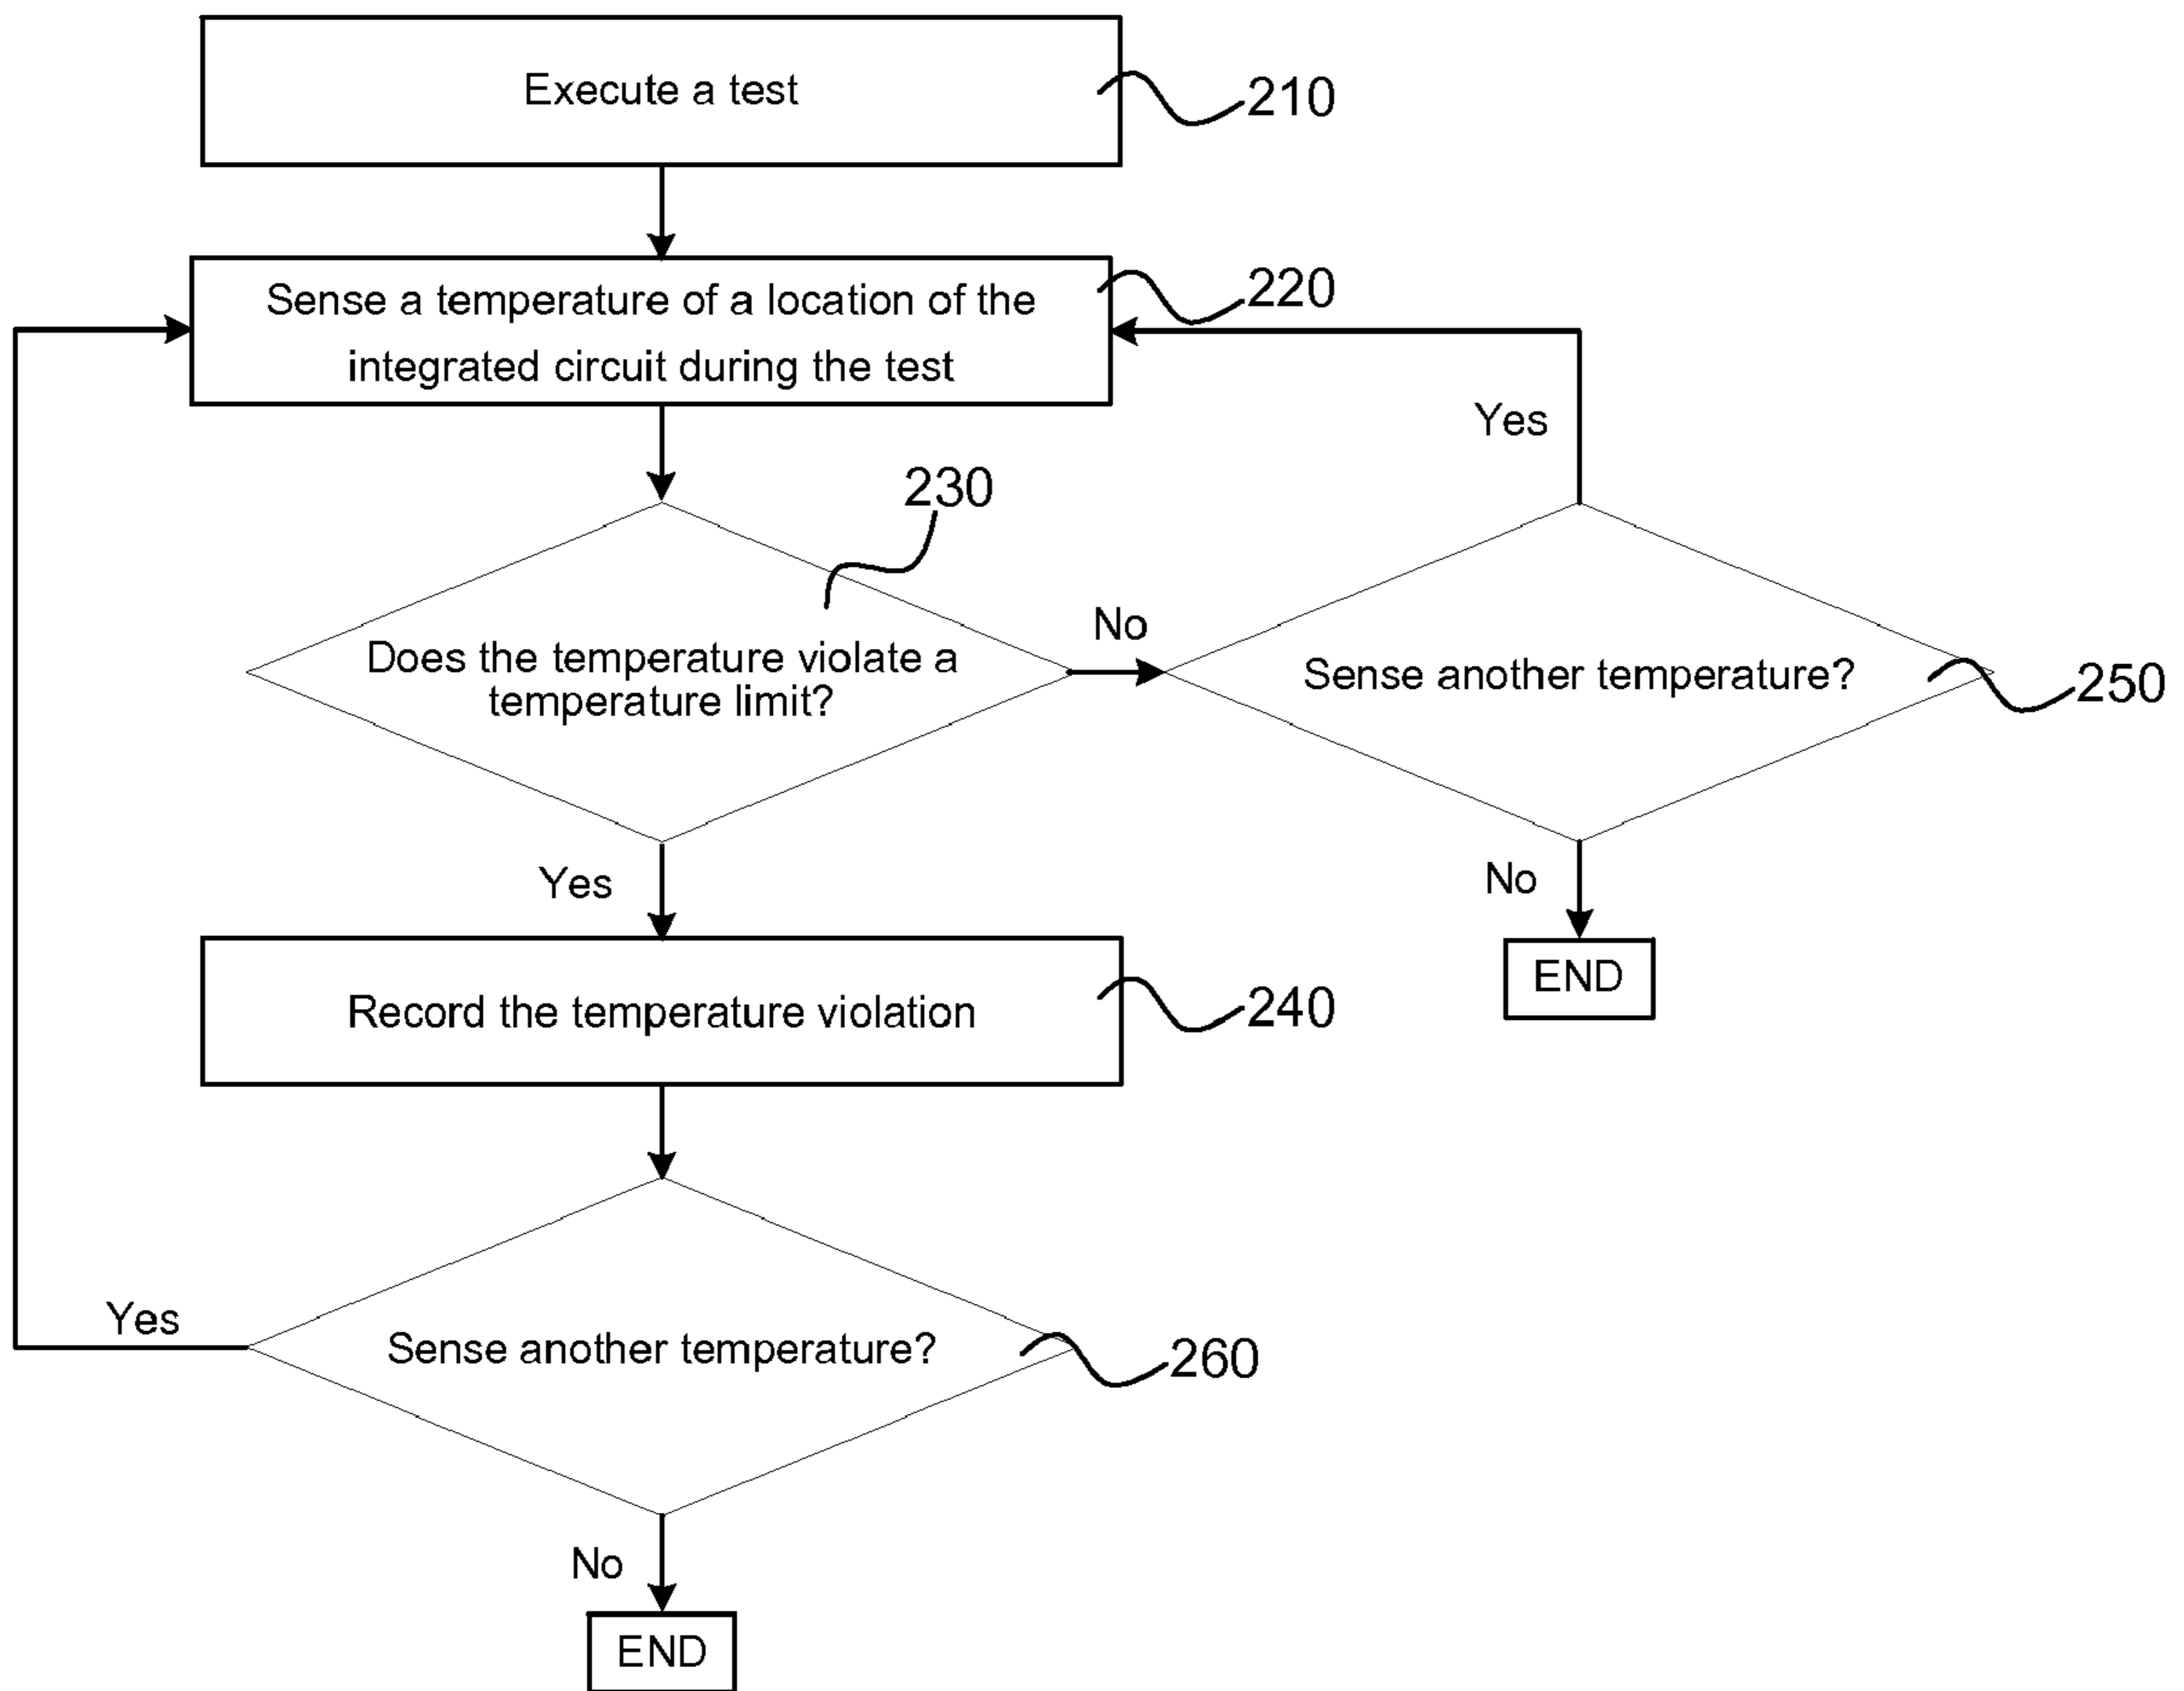 Execute a test
210
Sense a temperature of a location of the
integrated circuit during the test
220
Yes
230
No
Does the temperature violate a
temperature limit?
Sense another temperature?
250
Yes
No
Record the temperature violation
240
END
Yes
Sense another temperature?
260
No
END